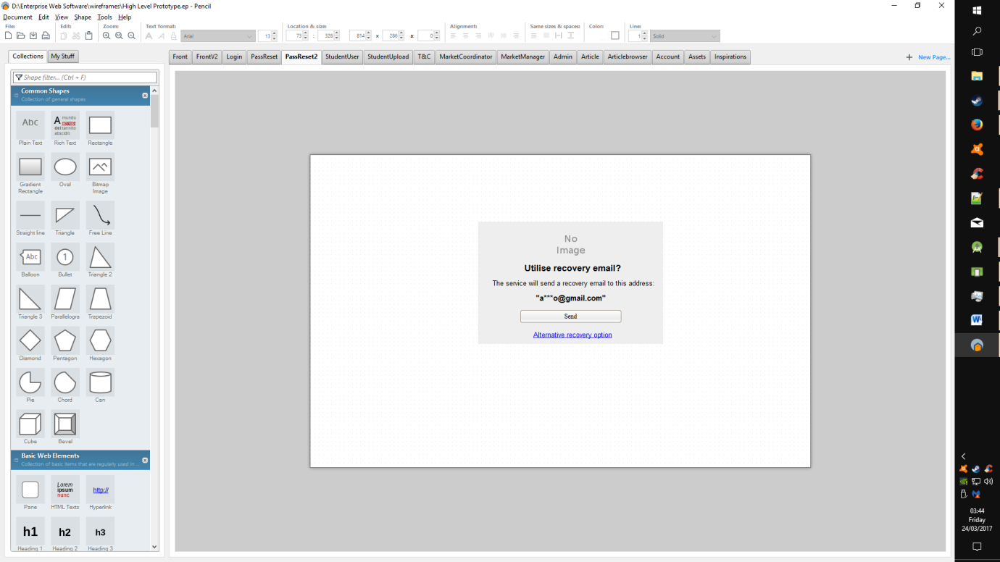 D:\Enterprise Web Software\wireframes\High Level Prototype.ep - Pencil
Document Edit View Shape Tools Help
File: Edit: Zoom: Text format: Location & size: Alignment: Same sizes & spaces: Color: Line:
Arial 13 73 : 328 814 x 286 a: 0 1 Solid
Collections My Stuff
Front FrontV2 Login PassReset PassReset2 StudentUser StudentUpload T&C MarketCoordinator MarketManager Admin Article Articlebrowser Account Assets Inspirations
New Page...
Shape filter... (Ctrl + F)
Common Shapes
Collection of general shapes
Abc
A mundu magine del tarinito abscidit
Plain Text Rich Text Rectangle
Gradient Rectangle Oval Bitmap Image
Straight line Triangle Free Line
Abc 1
Balloon Bullet Triangle 2
Triangle 3 Parallelogra Trapezoid
Diamond Pentagon Hexagon
Pie Chord Can
Cube Bevel
Basic Web Elements
Collection of basic items that are regularly used in ...
Lorem ipsum nunc http://
Pane HTML Texts Hyperlink
h1 h2 h3
Heading 1 Heading 2 Heading 3
No
Image
Utilise recovery email?
The service will send a recovery email to this address:
"a***o@gmail.com"
Send
Alternative recovery option
03:44
Friday
24/03/2017